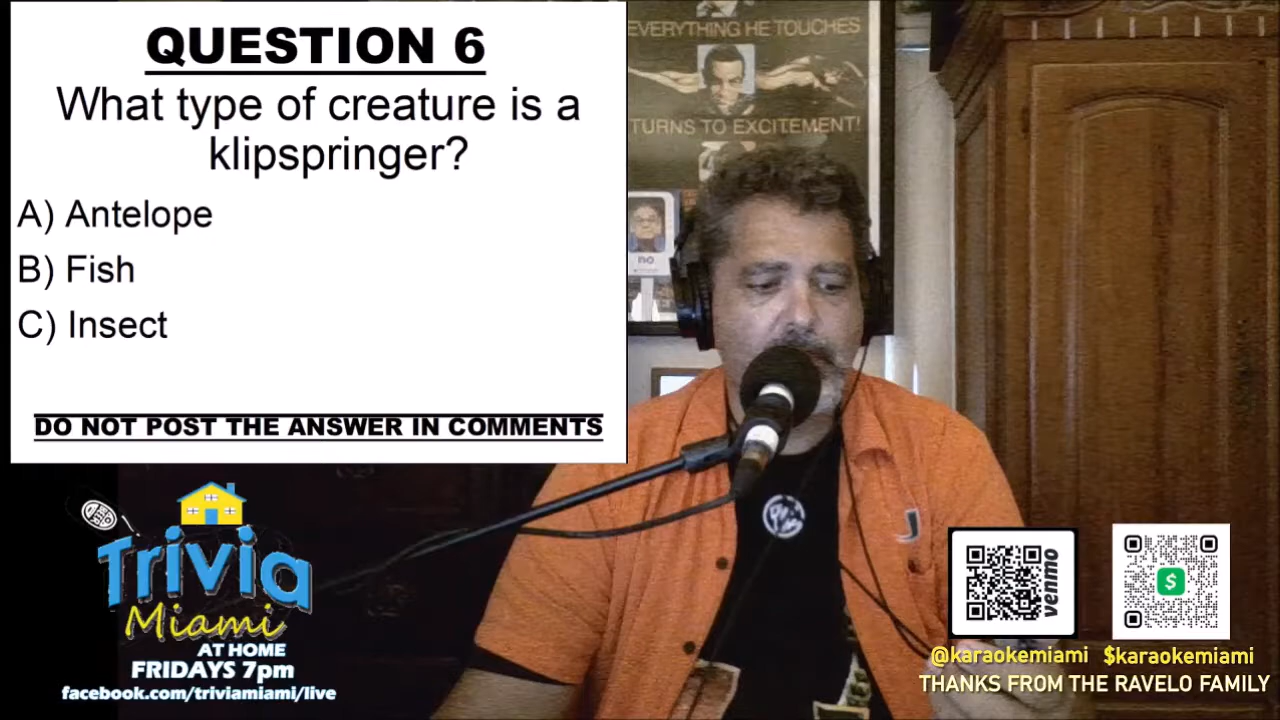 QUESTION 6
What type of creature is a
klipspringer?
A) Antelope
B) Fish
C) Insect
DO NOT POST THE ANSWER IN COMMENTS
EVERYTHING HE TOUCHES
TURNS TO EXCITEMENT!
no
Trivia
Miami
AT HOME
FRIDAYS 7pm
facebook.com/triviamiami/live
venmo
$
@karaokemiami $karaokemiami
THANKS FROM THE RAVELO FAMILY